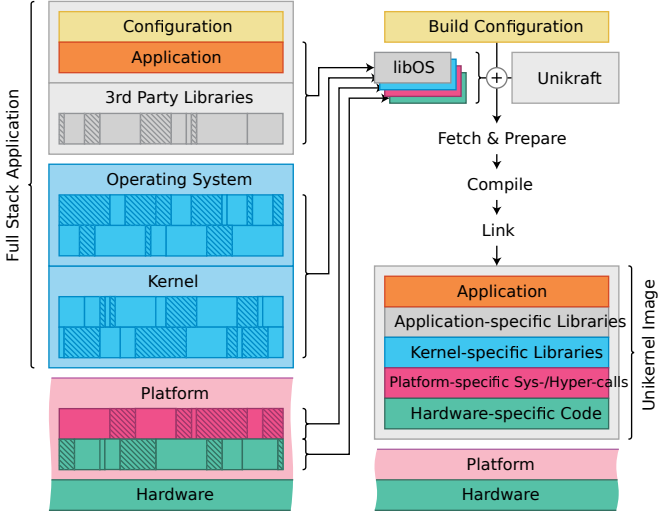 Full Stack Application
Configuration
Application
3rd Party Libraries
Operating System
Kernel
Platform
Hardware
Build Configuration
libOS
+
Unikraft
Fetch & Prepare
Compile
Link
Application
Application-specific Libraries
Kernel-specific Libraries
Platform-specific Sys-/Hyper-calls
Hardware-specific Code
Unikernel Image
Platform
Hardware